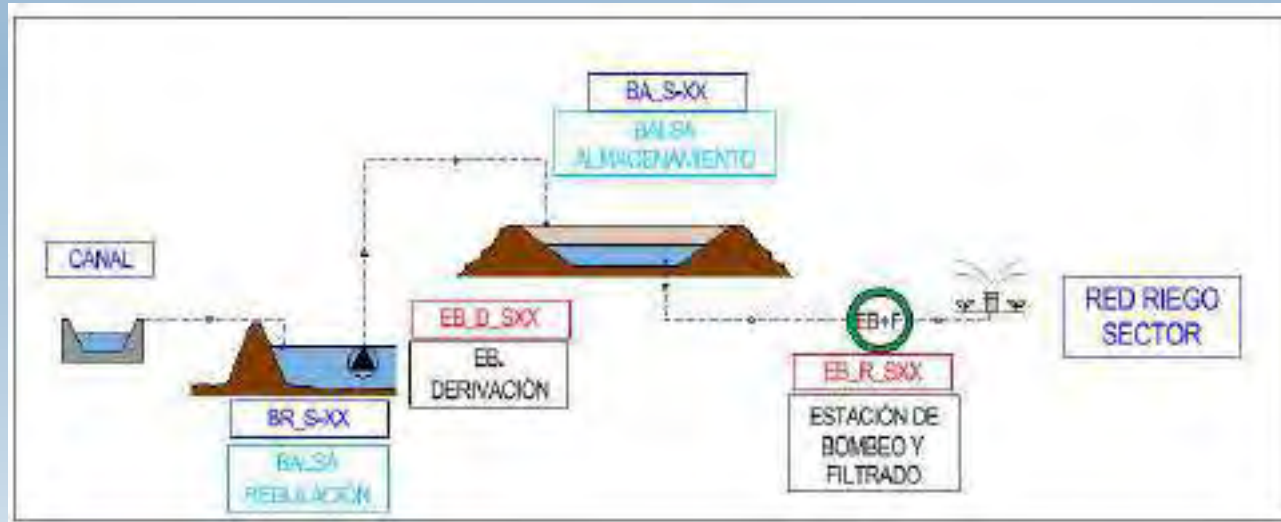 BA_S-XX
BALSA
ALMACENAMIENTO
CANAL
EB_D_SXX
EB.
DERIVACIÓN
BR_S-XX
BALSA
REGULACIÓN
EB+F
EB_R_SXX
ESTACIÓN DE
BOMBEO Y
FILTRADO
RED RIEGO
SECTOR